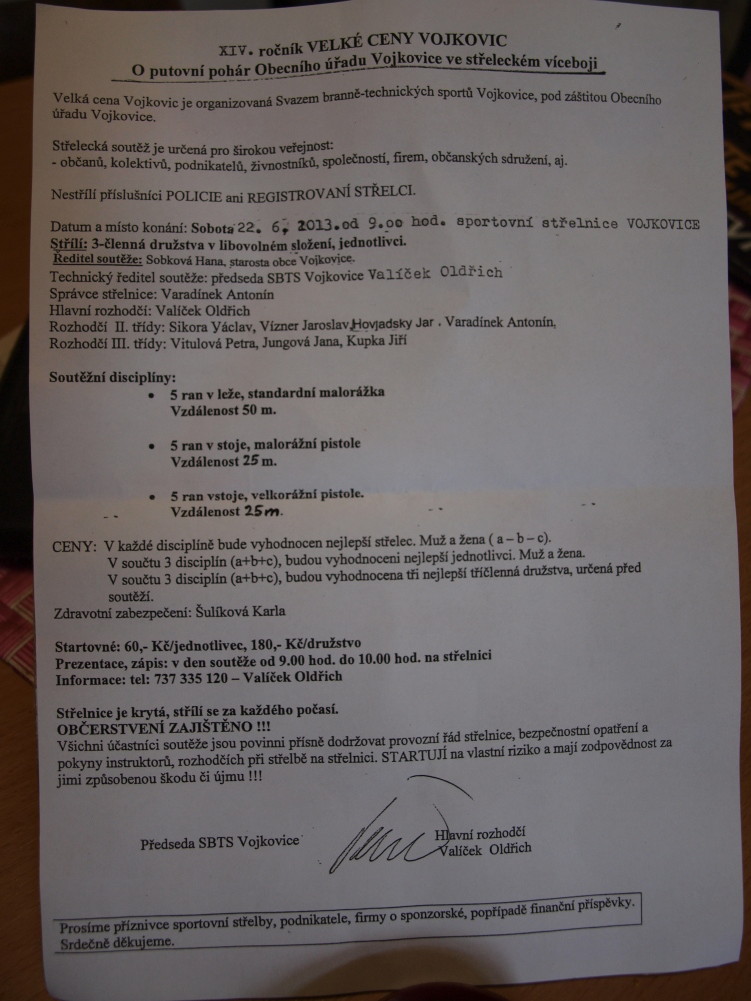 XIV. ročník VELKÉ CENY VOJKOVIC
O putovní pohár Obecního úřadu Vojkovice ve střeleckém víceboji
Velká cena Vojkovic je organizovaná Svazem branně-technických sportů Vojkovice, pod záštitou Obecního
úřadu Vojkovice.
Střelecká soutěž je určená pro širokou veřejnost:
- občanů, kolektivů, podnikatelů, živnostníků, společností, firem, občanských sdružení, aj.
Nestřílí příslušníci POLICIE ani REGISTROVANÍ STŘELCI.
Datum a místo konání: Sobota 22. 6, 2013.od 9.oo hod. sportovní střelnice VOJKOVICE
Střílí: 3-členná družstva v libovolném složení, jednotlivci.
Ředitel soutěže: Sobková Hana, starosta obce Vojkovice.
Technický ředitel soutěže: předseda SBTS Vojkovice Valíček Oldřich
Správce střelnice: Varadínek Antonín
Hlavní rozhodčí: Valíček Oldřich
Rozhodčí II. třídy: Sikora Václav, Vízner Jaroslav, Hovjadsky Jar . Varadínek Antonín,
Rozhodčí III. třídy: Vitulová Petra, Jungová Jana, Kupka Jiří
Soutěžní disciplíny:
• 5 ran v leže, standardní malorážka
Vzdálenost 50 m.
• 5 ran v stoje, malorážní pistole
Vzdálenost 25 m.
• 5 ran vstoje, velkorážní pistole.
Vzdálenost 25m.
CENY: V každé disciplíně bude vyhodnocen nejlepší střelec. Muž a žena ( a – b – c).
V součtu 3 disciplín (a+b+c), budou vyhodnoceni nejlepší jednotlivci. Muž a žena.
V součtu 3 disciplín (a+b+c), budou vyhodnocena tři nejlepší tříčlenná družstva, určená před
soutěží.
Zdravotní zabezpečení: Šulíková Karla
Startovné: 60,- Kč/jednotlivec, 180,- Kč/družstvo
Prezentace, zápis: v den soutěže od 9.00 hod. do 10.00 hod. na střelnici
Informace: tel: 737 335 120 – Valíček Oldřich
Střelnice je krytá, střílí se za každého počasí.
OBČERSTVENÍ ZAJIŠTĚNO !!!
Všichni účastníci soutěže jsou povinni přísně dodržovat provozní řád střelnice, bezpečnostní opatření a
pokyny instruktorů, rozhodčích při střelbě na střelnici. STARTUJÍ na vlastní riziko a mají zodpovědnost za
jimi způsobenou škodu či újmu !!!
Předseda SBTS Vojkovice
Hlavní rozhodčí
Valíček Oldřich
Prosíme příznivce sportovní střelby, podnikatele, firmy o sponzorské, popřípadě finanční příspěvky.
Srdečně děkujeme.